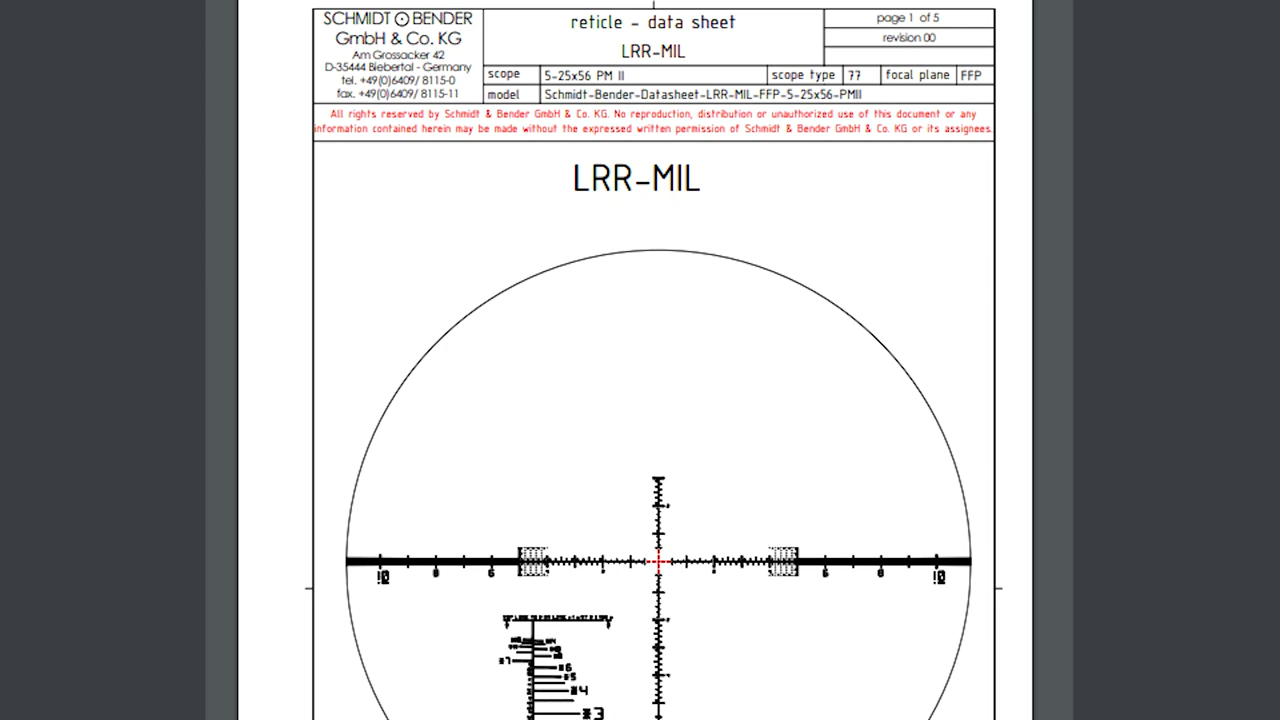 SCHMIDT BENDER
GmbH & Co. KG
Am Grossacker 42
D-35444 Biebertal - Germany
tel. +49(0)6409/ 8115-0
fax. +49(0)6409/ 8115-11
reticle - data sheet
LRR-MIL
page 1 of 5
revision 00
scope 5-25x56 PM II scope type 77 focal plane FFP
model Schmidt-Bender-Datasheet-LRR-MIL-FFP-5-25x56-PMII
All rights reserved by Schmidt & Bender GmbH & Co. KG. No reproduction, distribution or unauthorized use of this document or any
information contained herein may be made without the expressed written permission of Schmidt & Bender GmbH & Co. KG or its assignees.
LRR-MIL
10 8 6 6 8 10
7
6
5
4
3